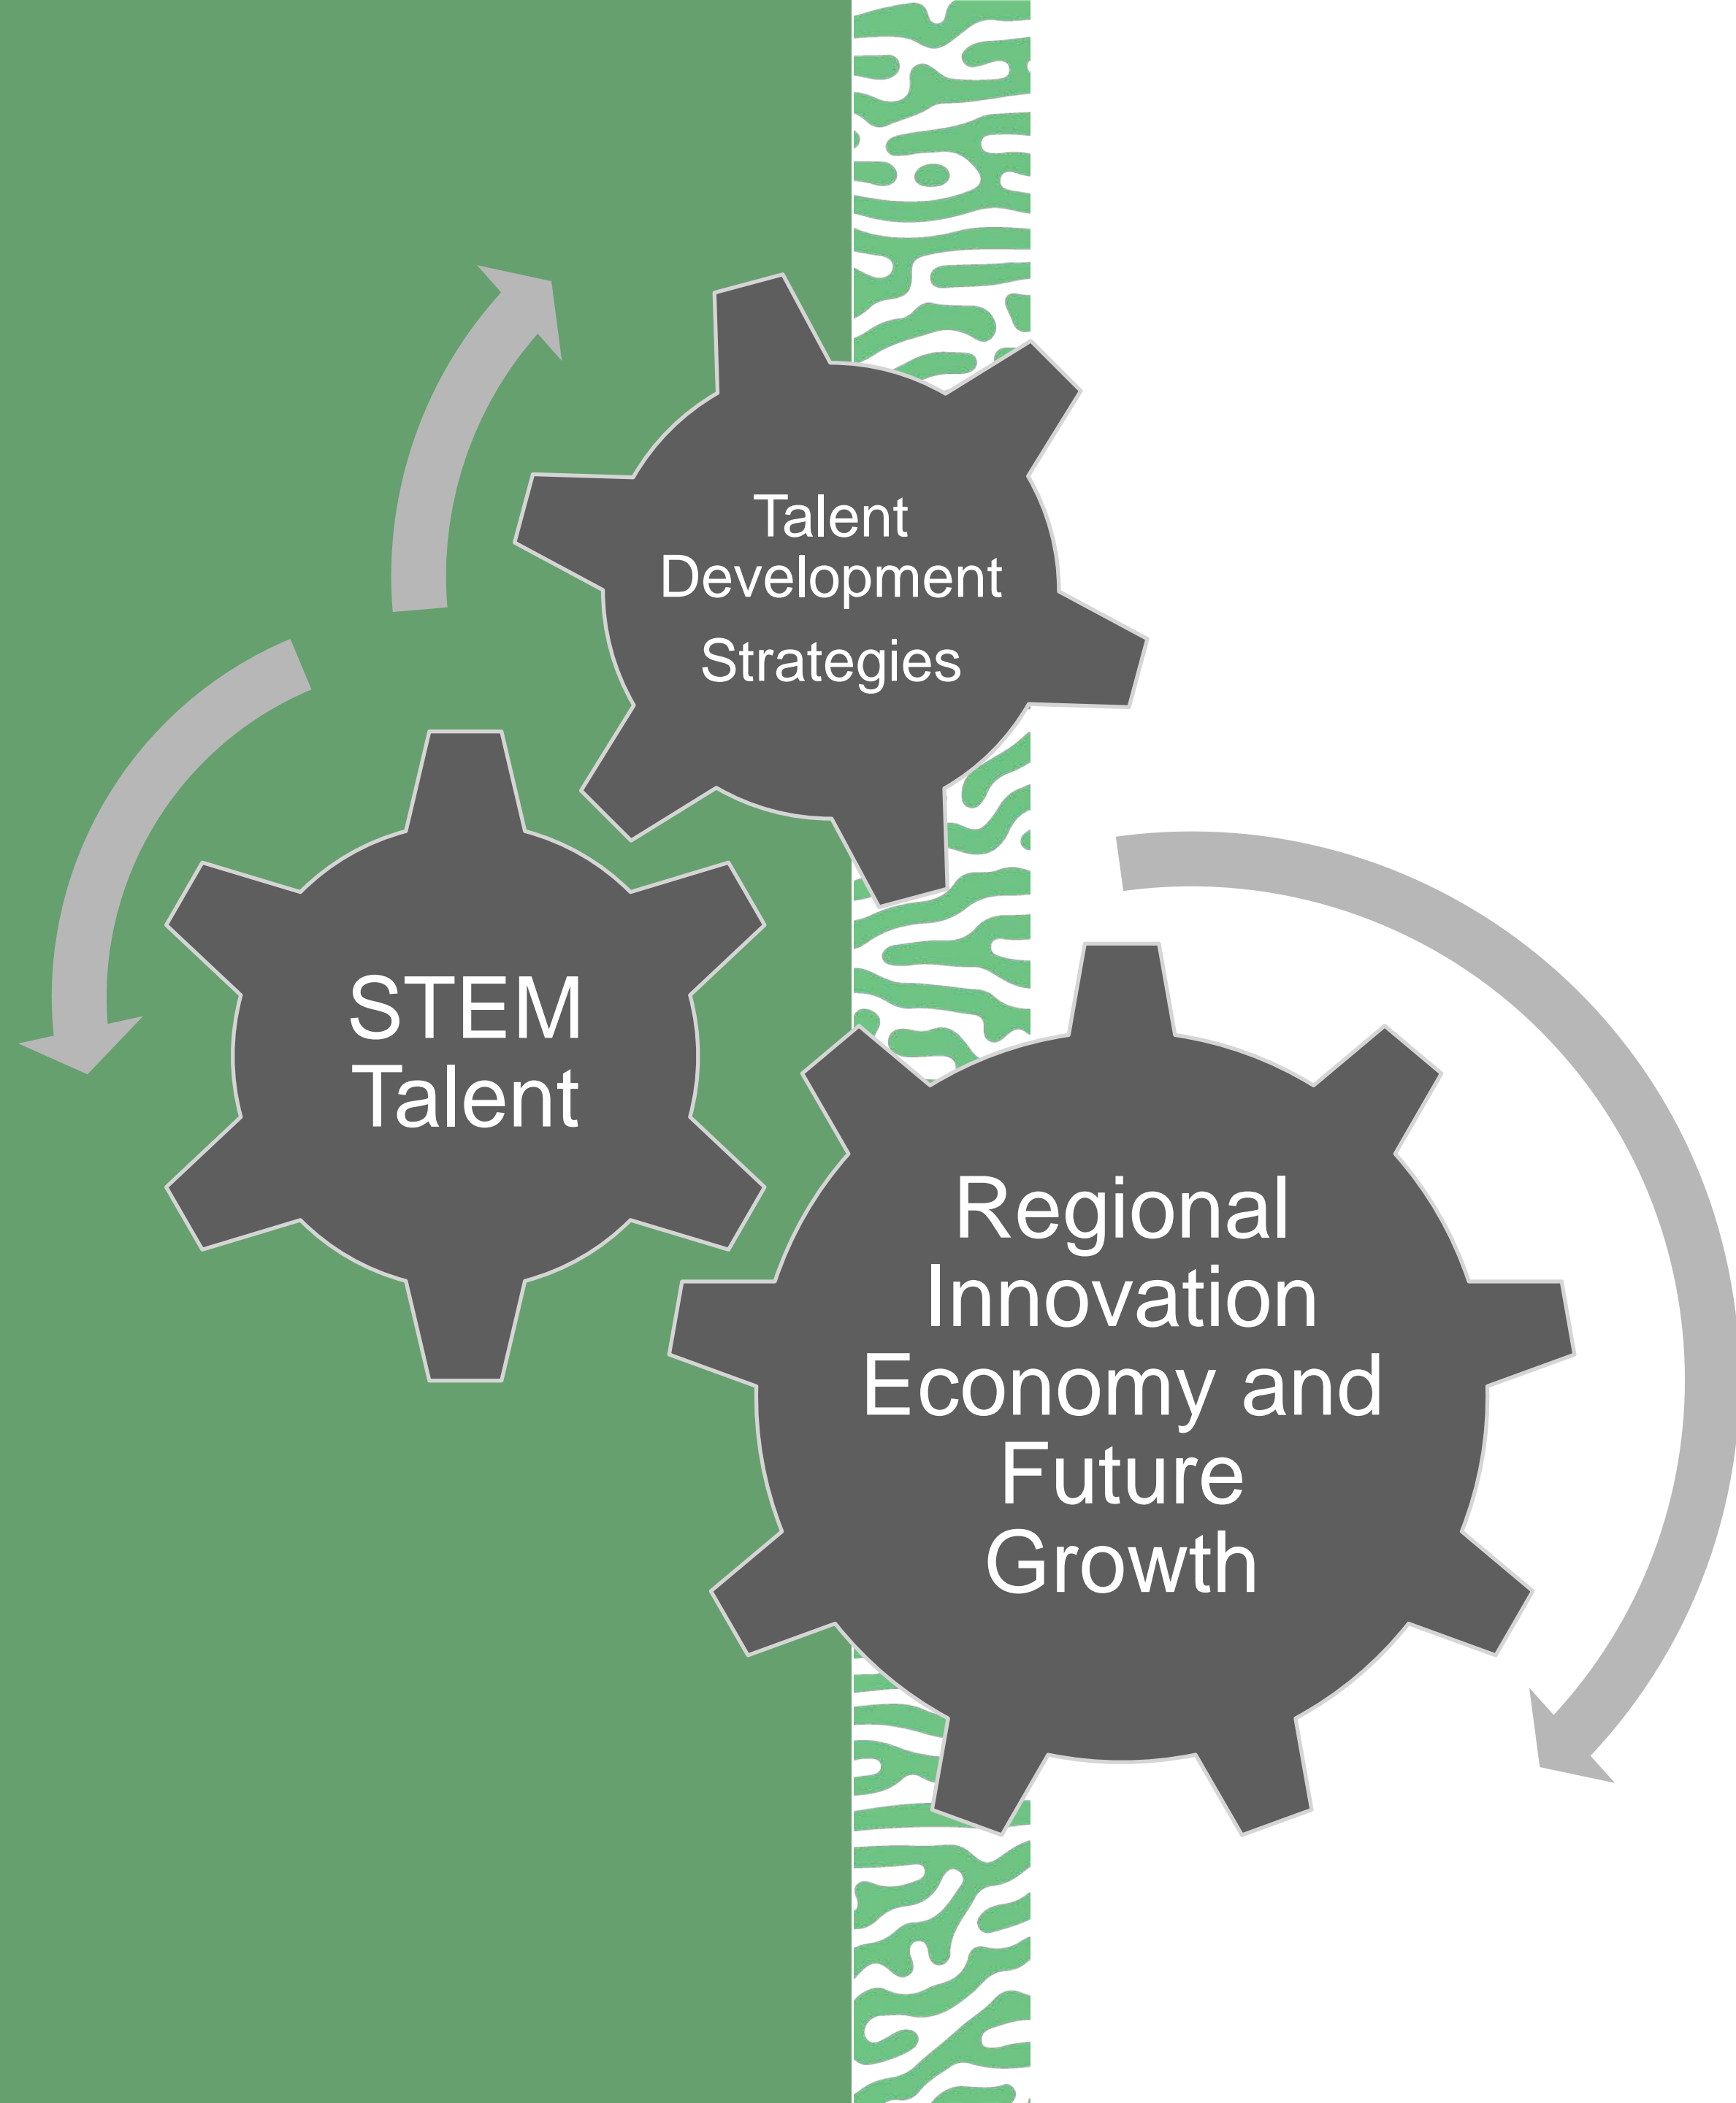 Talent
Development
Strategies
STEM
Talent
Regional
Innovation
Economy and
Future
Growth